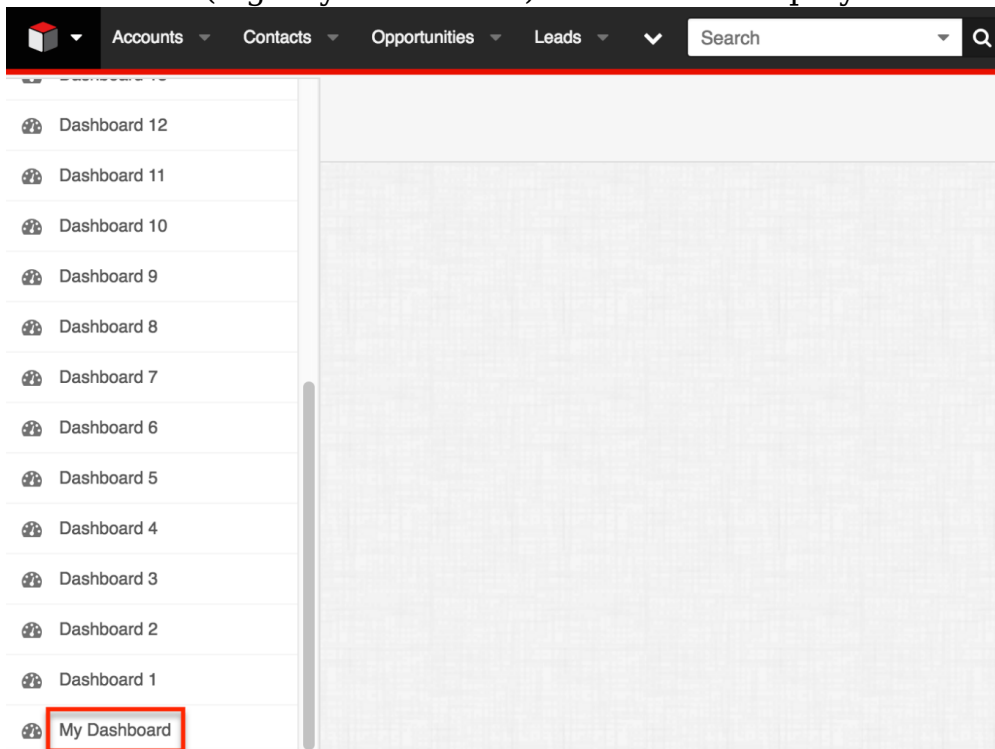 Accounts Contacts Opportunities Leads Search
Dashboard 12
Dashboard 11
Dashboard 10
Dashboard 9
Dashboard 8
Dashboard 7
Dashboard 6
Dashboard 5
Dashboard 4
Dashboard 3
Dashboard 2
Dashboard 1
My Dashboard